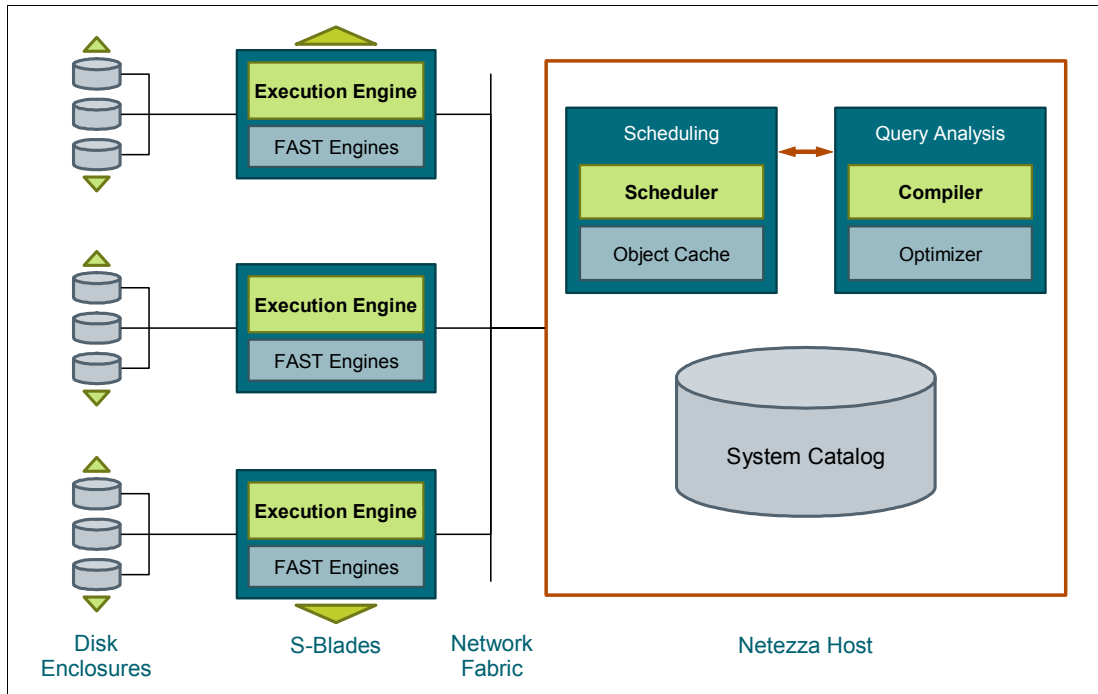 Execution Engine
FAST Engines
Execution Engine
FAST Engines
Execution Engine
FAST Engines
Scheduling
Scheduler
Object Cache
Query Analysis
Compiler
Optimizer
System Catalog
Disk
Enclosures
S-Blades
Network
Fabric
Netezza Host